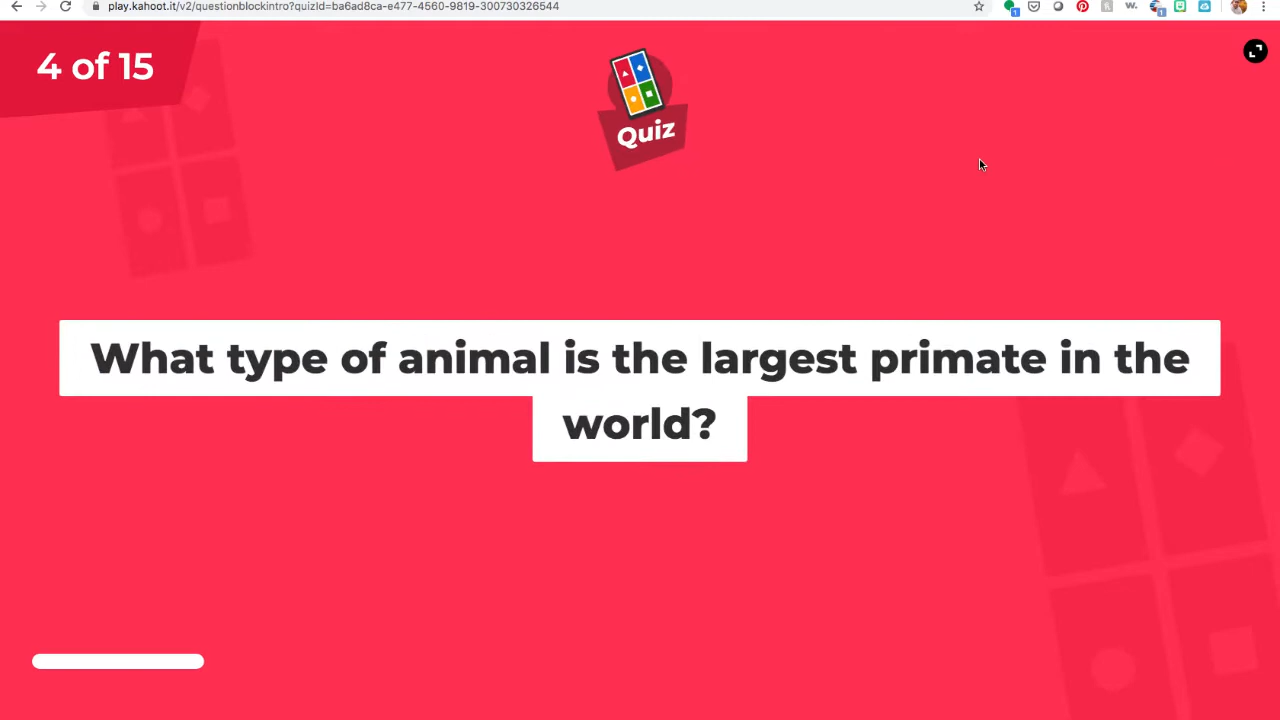 play.kahoot.it/v2/questionblockintro?quizId=ba6ad8ca-e477-4560-9819-300730326544
4 of 15
Quiz
What type of animal is the largest primate in the
world?